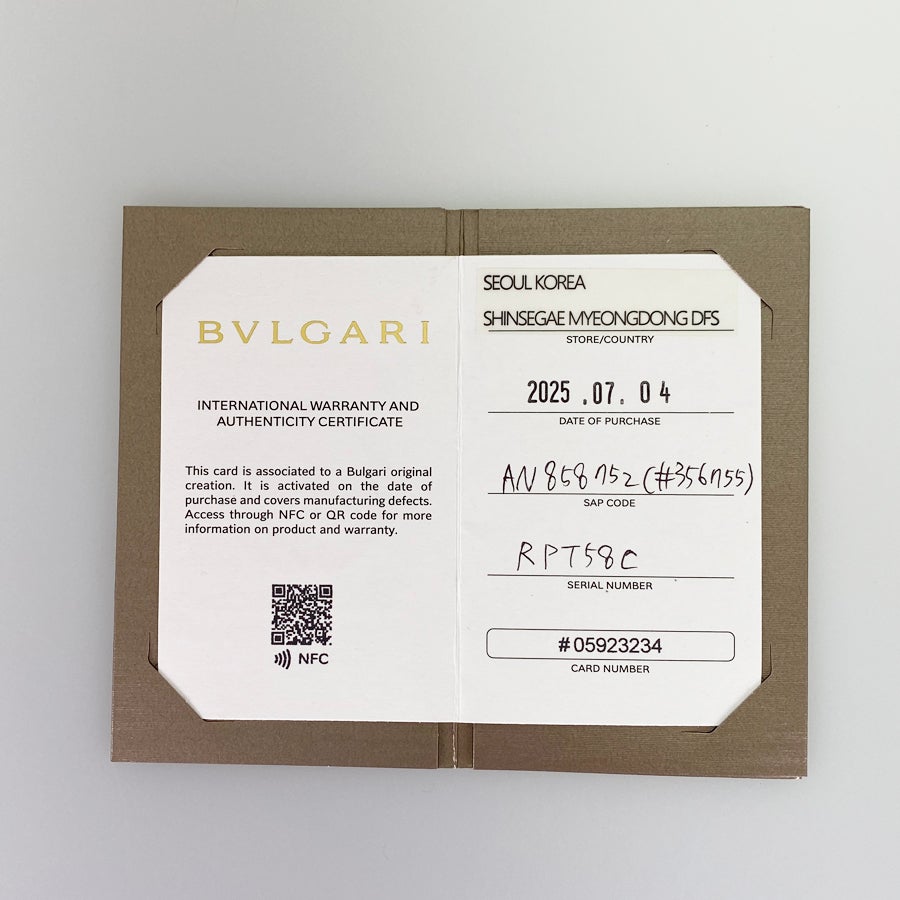 BVLGARI
INTERNATIONAL WARRANTY AND
AUTHENTICITY CERTIFICATE
This card is associated to a Bulgari original
creation. It is activated on the date of
purchase and covers manufacturing defects.
Access through NFC or QR code for more
information on product and warranty.
NFC
SEOUL KOREA
SHINSEGAE MYEONGDONG DFS
STORE/COUNTRY
2025 .07. 04
DATE OF PURCHASE
AN 858752 (#356755)
SAP CODE
RPT58C
SERIAL NUMBER
#05923234
CARD NUMBER